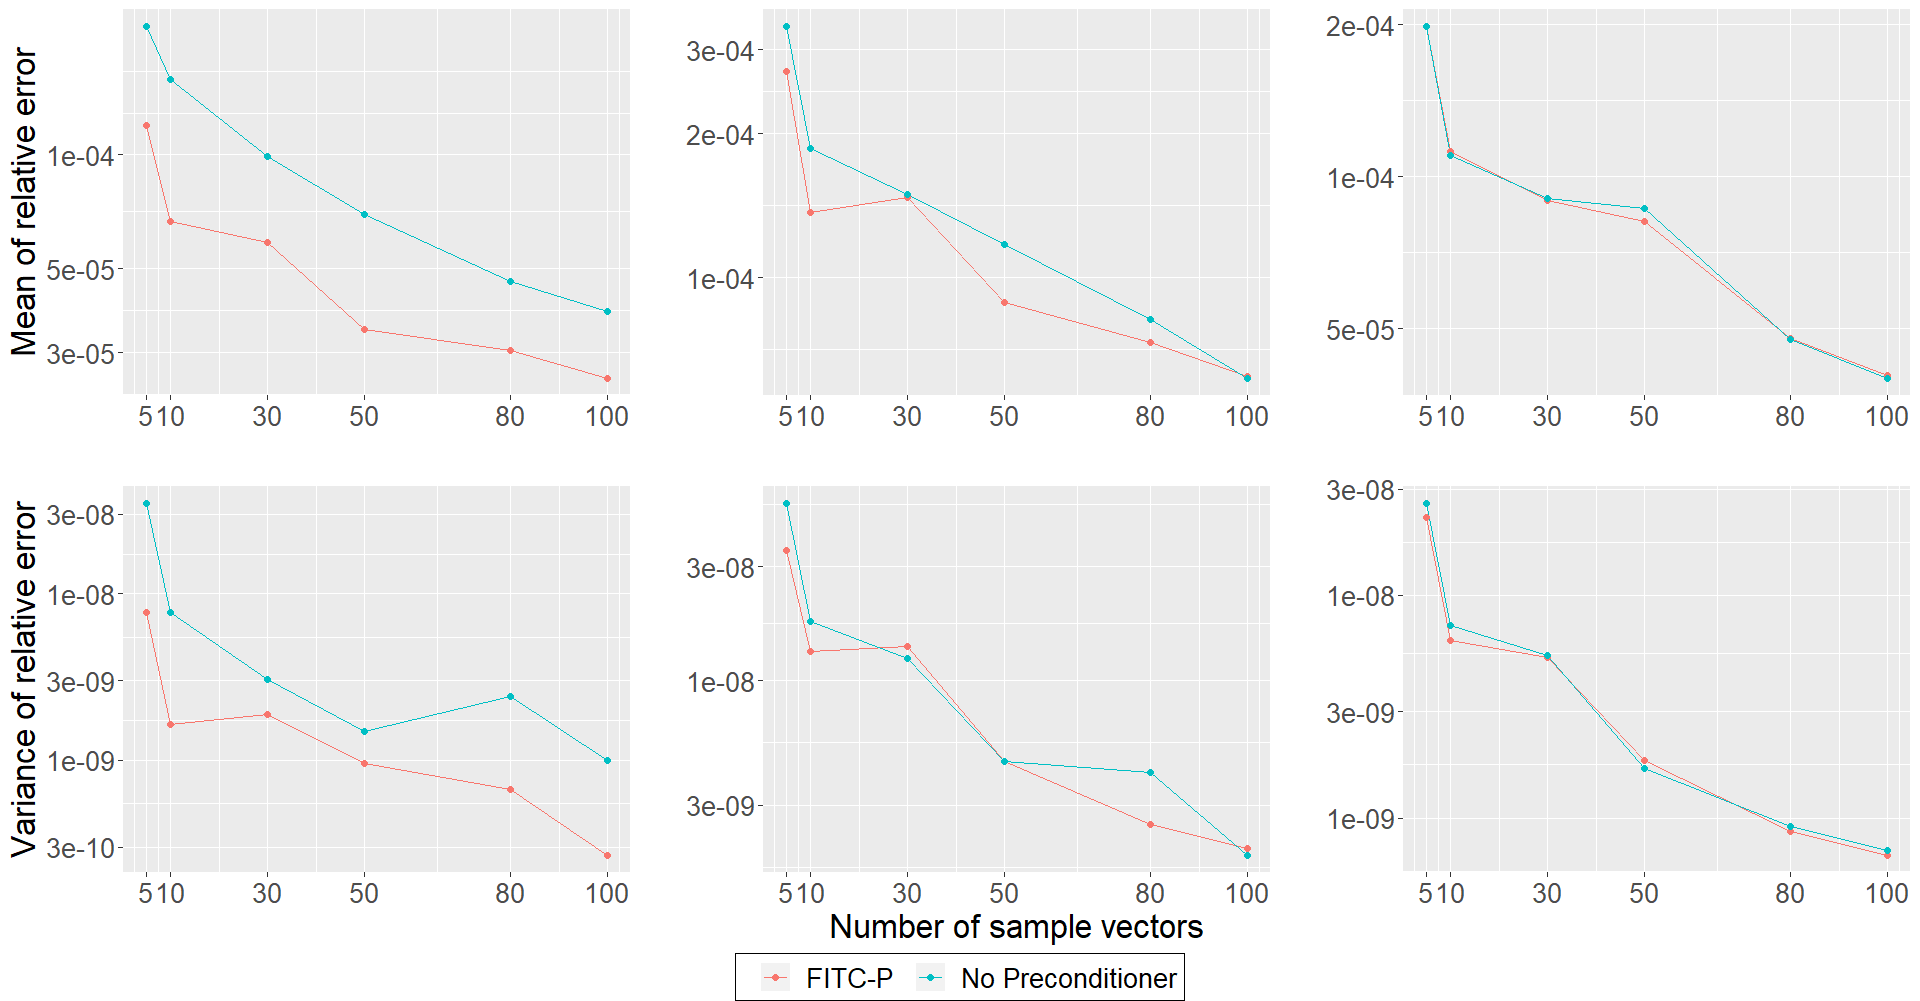 Mean of relative error
1e-04
5e-05
3e-05
5 10 30 50 80 100
3e-04
2e-04
1e-04
5 10 30 50 80 100
2e-04
1e-04
5e-05
5 10 30 50 80 100
Variance of relative error
3e-08
1e-08
3e-09
1e-09
3e-10
5 10 30 50 80 100
3e-08
1e-08
3e-09
5 10 30 50 80 100
3e-08
1e-08
3e-09
1e-09
5 10 30 50 80 100
Number of sample vectors
FITC-P No Preconditioner